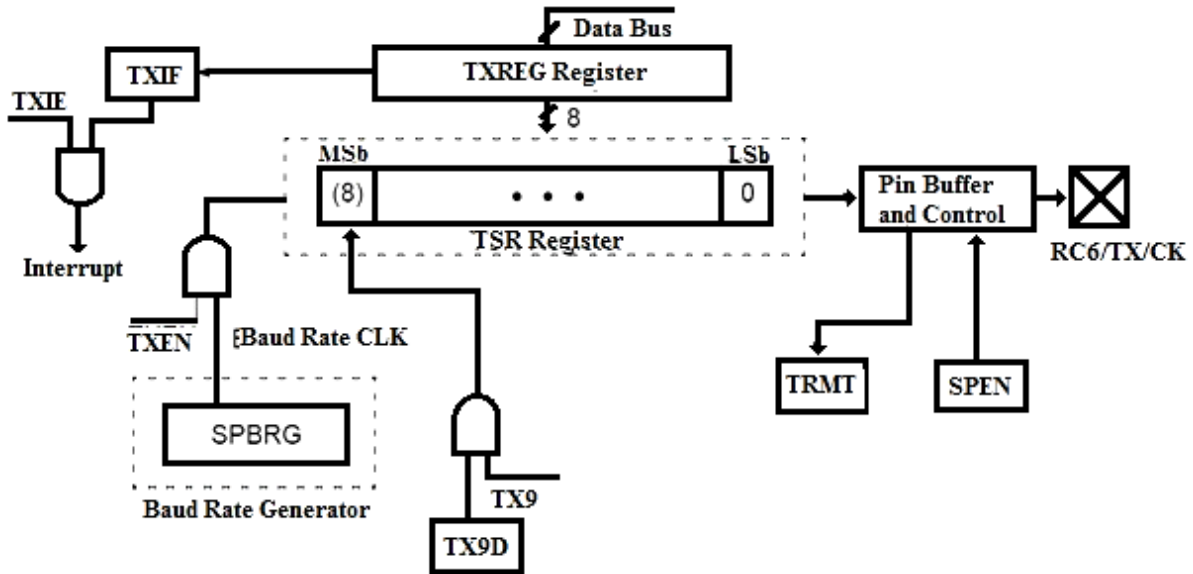 Data Bus
TXIF
TXREG Register
TXIE
8
MSb
LSb
(8)
• • •
0
Pin Buffer
and Control
TSR Register
RC6/TX/CK
Interrupt
TXEN
Baud Rate CLK
TRMT
SPEN
SPBRG
TX9
Baud Rate Generator
TX9D